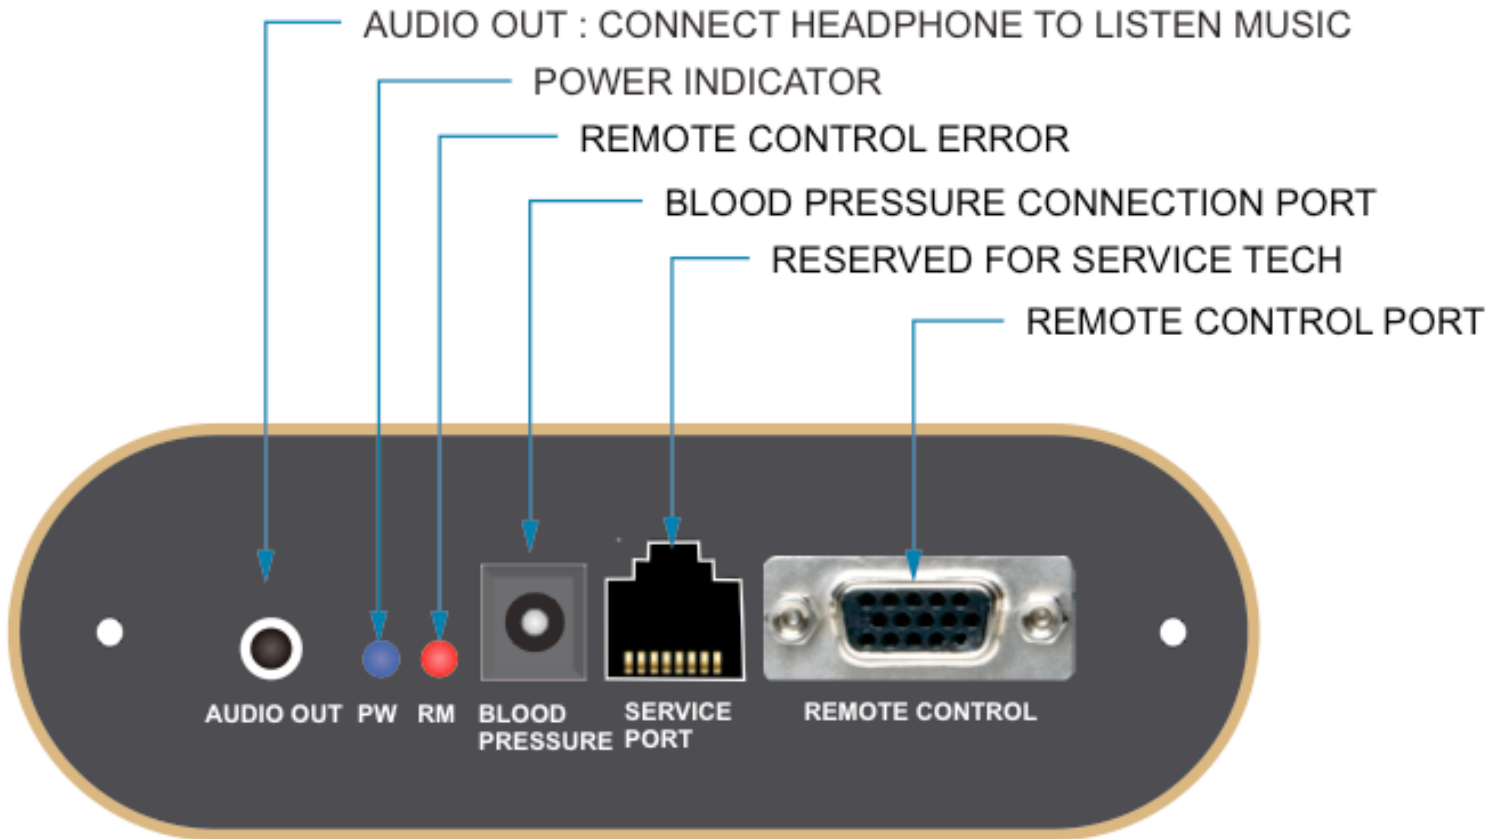 AUDIO OUT : CONNECT HEADPHONE TO LISTEN MUSIC
POWER INDICATOR
REMOTE CONTROL ERROR
BLOOD PRESSURE CONNECTION PORT
RESERVED FOR SERVICE TECH
REMOTE CONTROL PORT
AUDIO OUT
PW
RM
BLOOD
PRESSURE
SERVICE
PORT
REMOTE CONTROL